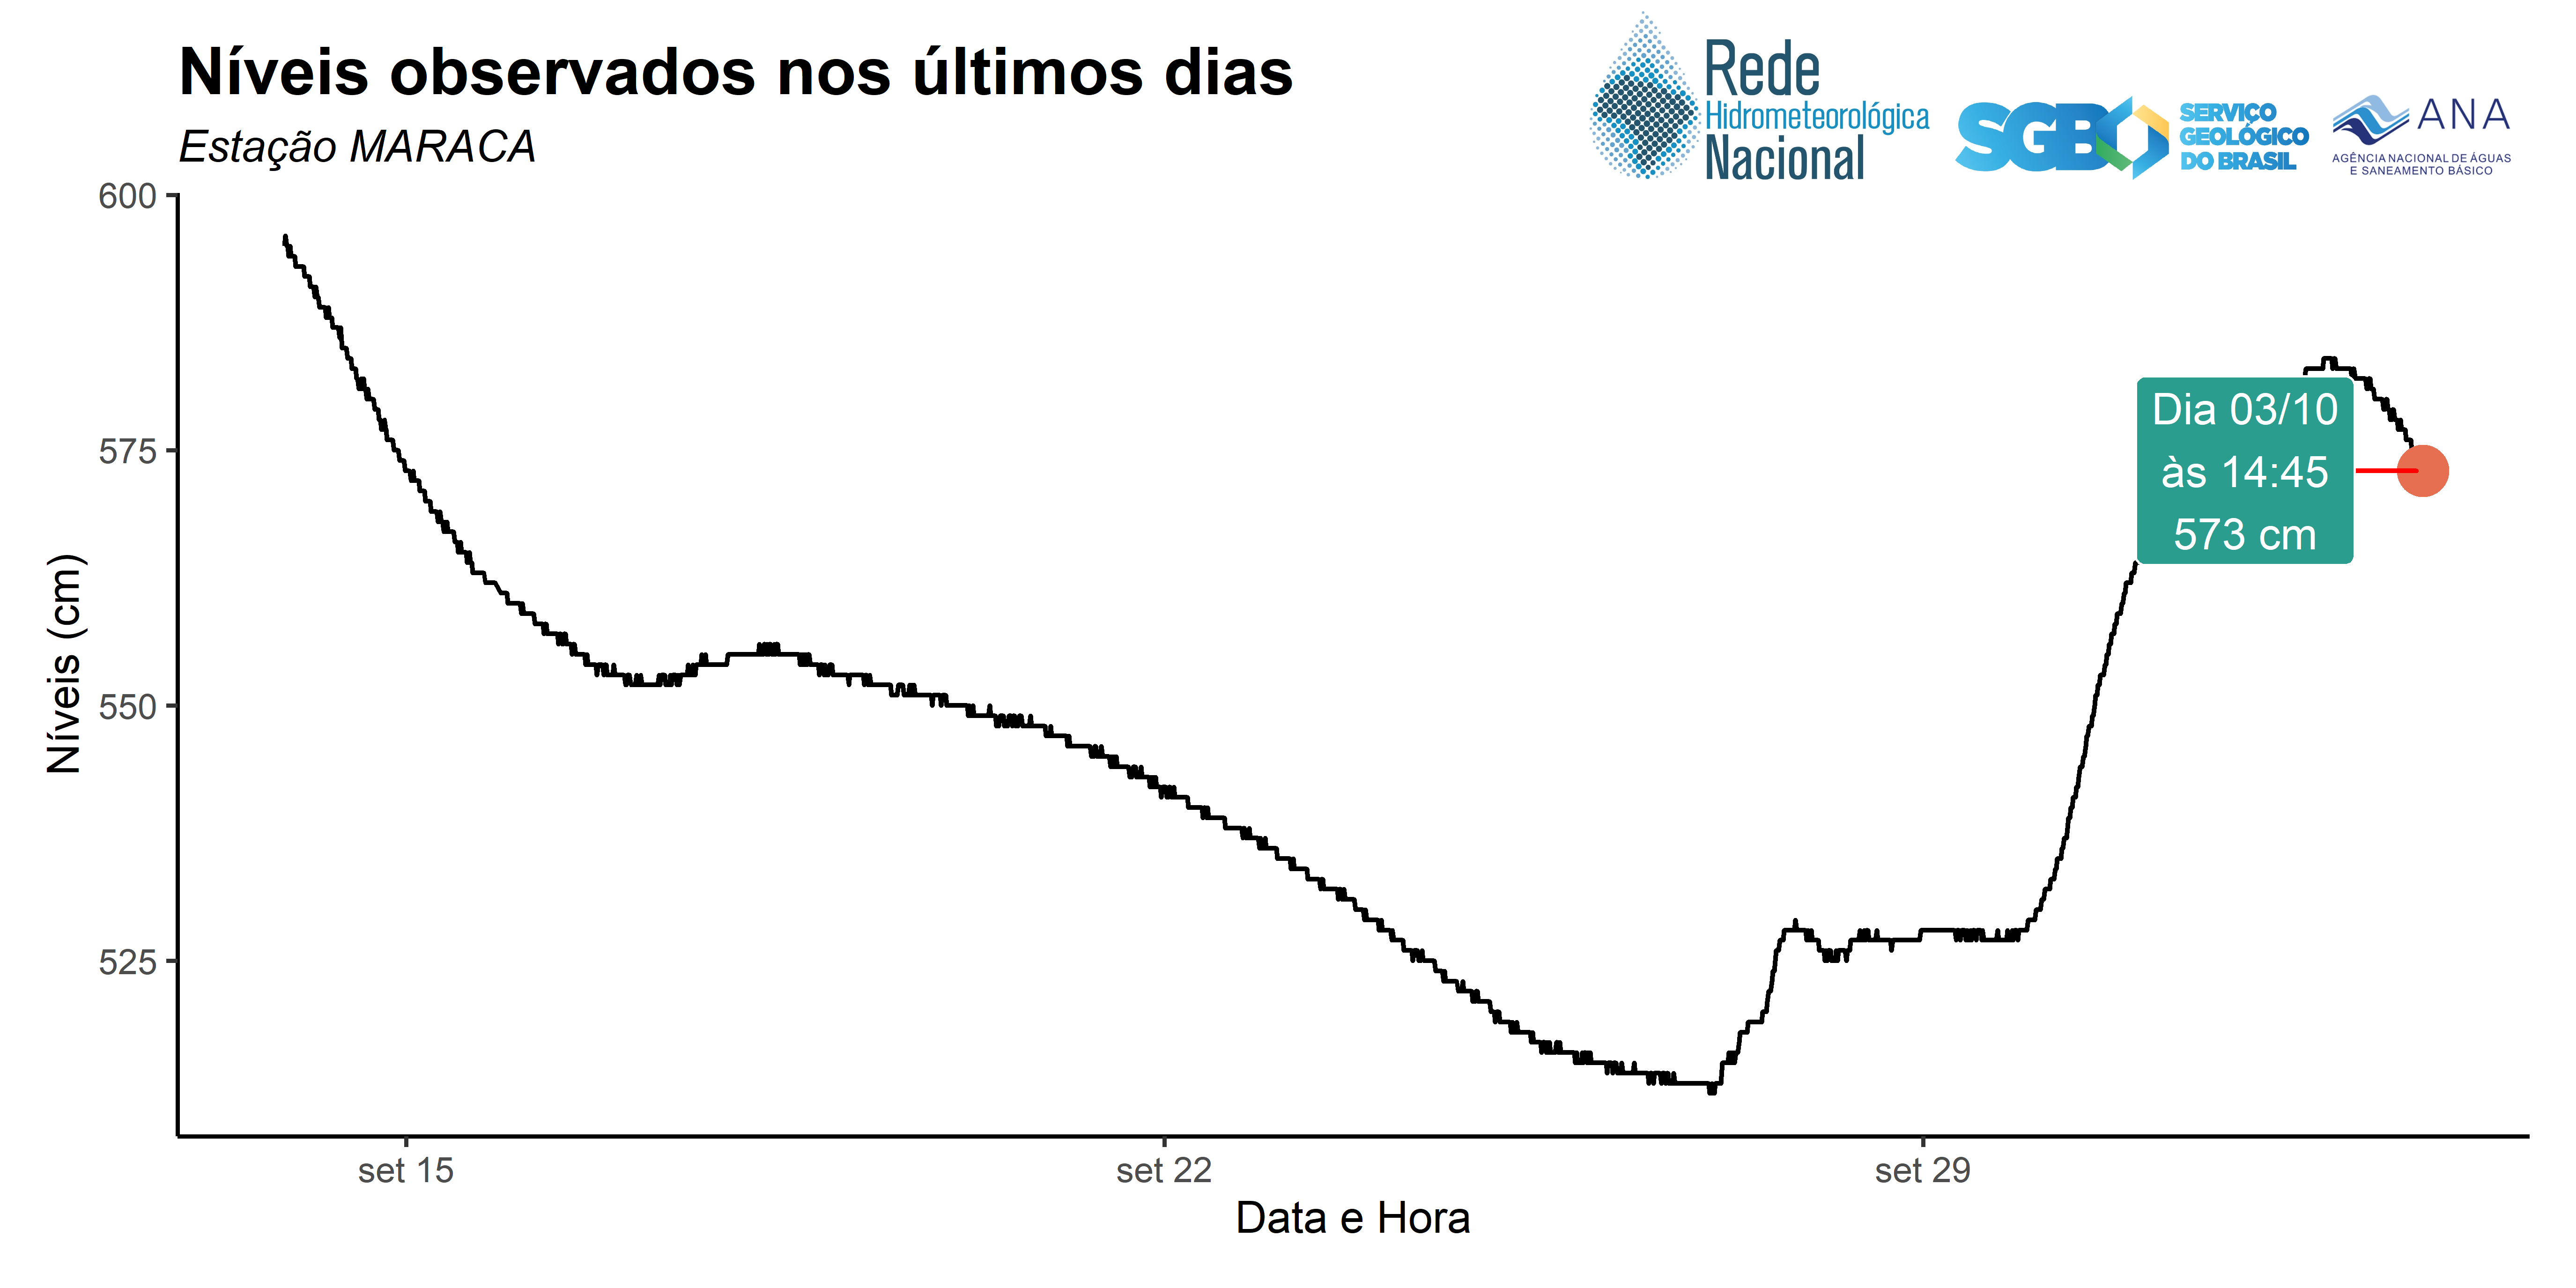 Níveis observados nos últimos dias
Estação MARACA
Rede
Hidrometeorológica
Nacional
SGB
SERVIÇO
GEOLÓGICO
DO BRASIL
ANA
AGÊNCIA NACIONAL DE ÁGUAS
E SANEAMENTO BÁSICO
600
575
550
525
Níveis (cm)
Dia 03/10
às 14:45
573 cm
set 15
set 22
set 29
Data e Hora